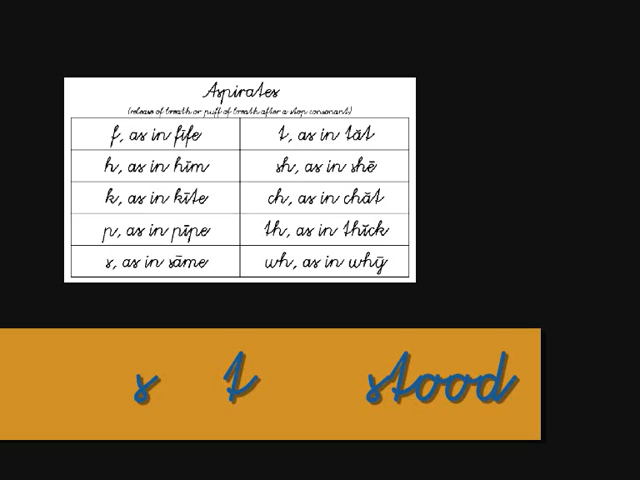 Aspirates
(release of breath or puff of breath after a stop consonant)
f, as in fīfe
t, as in tăt
h, as in hĭm
sh, as in shē
k, as in kīte
ch, as in chăt
p, as in pīpe
th, as in thĭck
s, as in sāme
wh, as in whȳ
s t stood